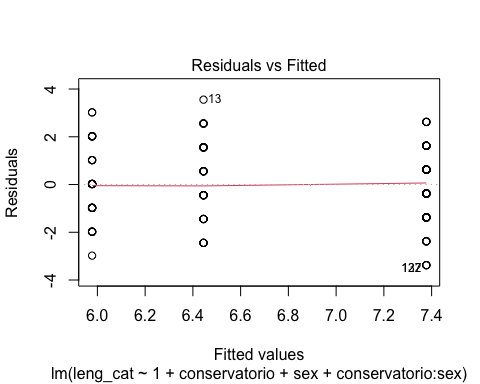 Residuals vs Fitted
Residuals
4
2
0
-2
-4
13
6.0 6.2 6.4 6.6 6.8 7.0 7.2 7.4
Fitted values
lm(leng_cat ~ 1 + conservatorio + sex + conservatorio:sex)